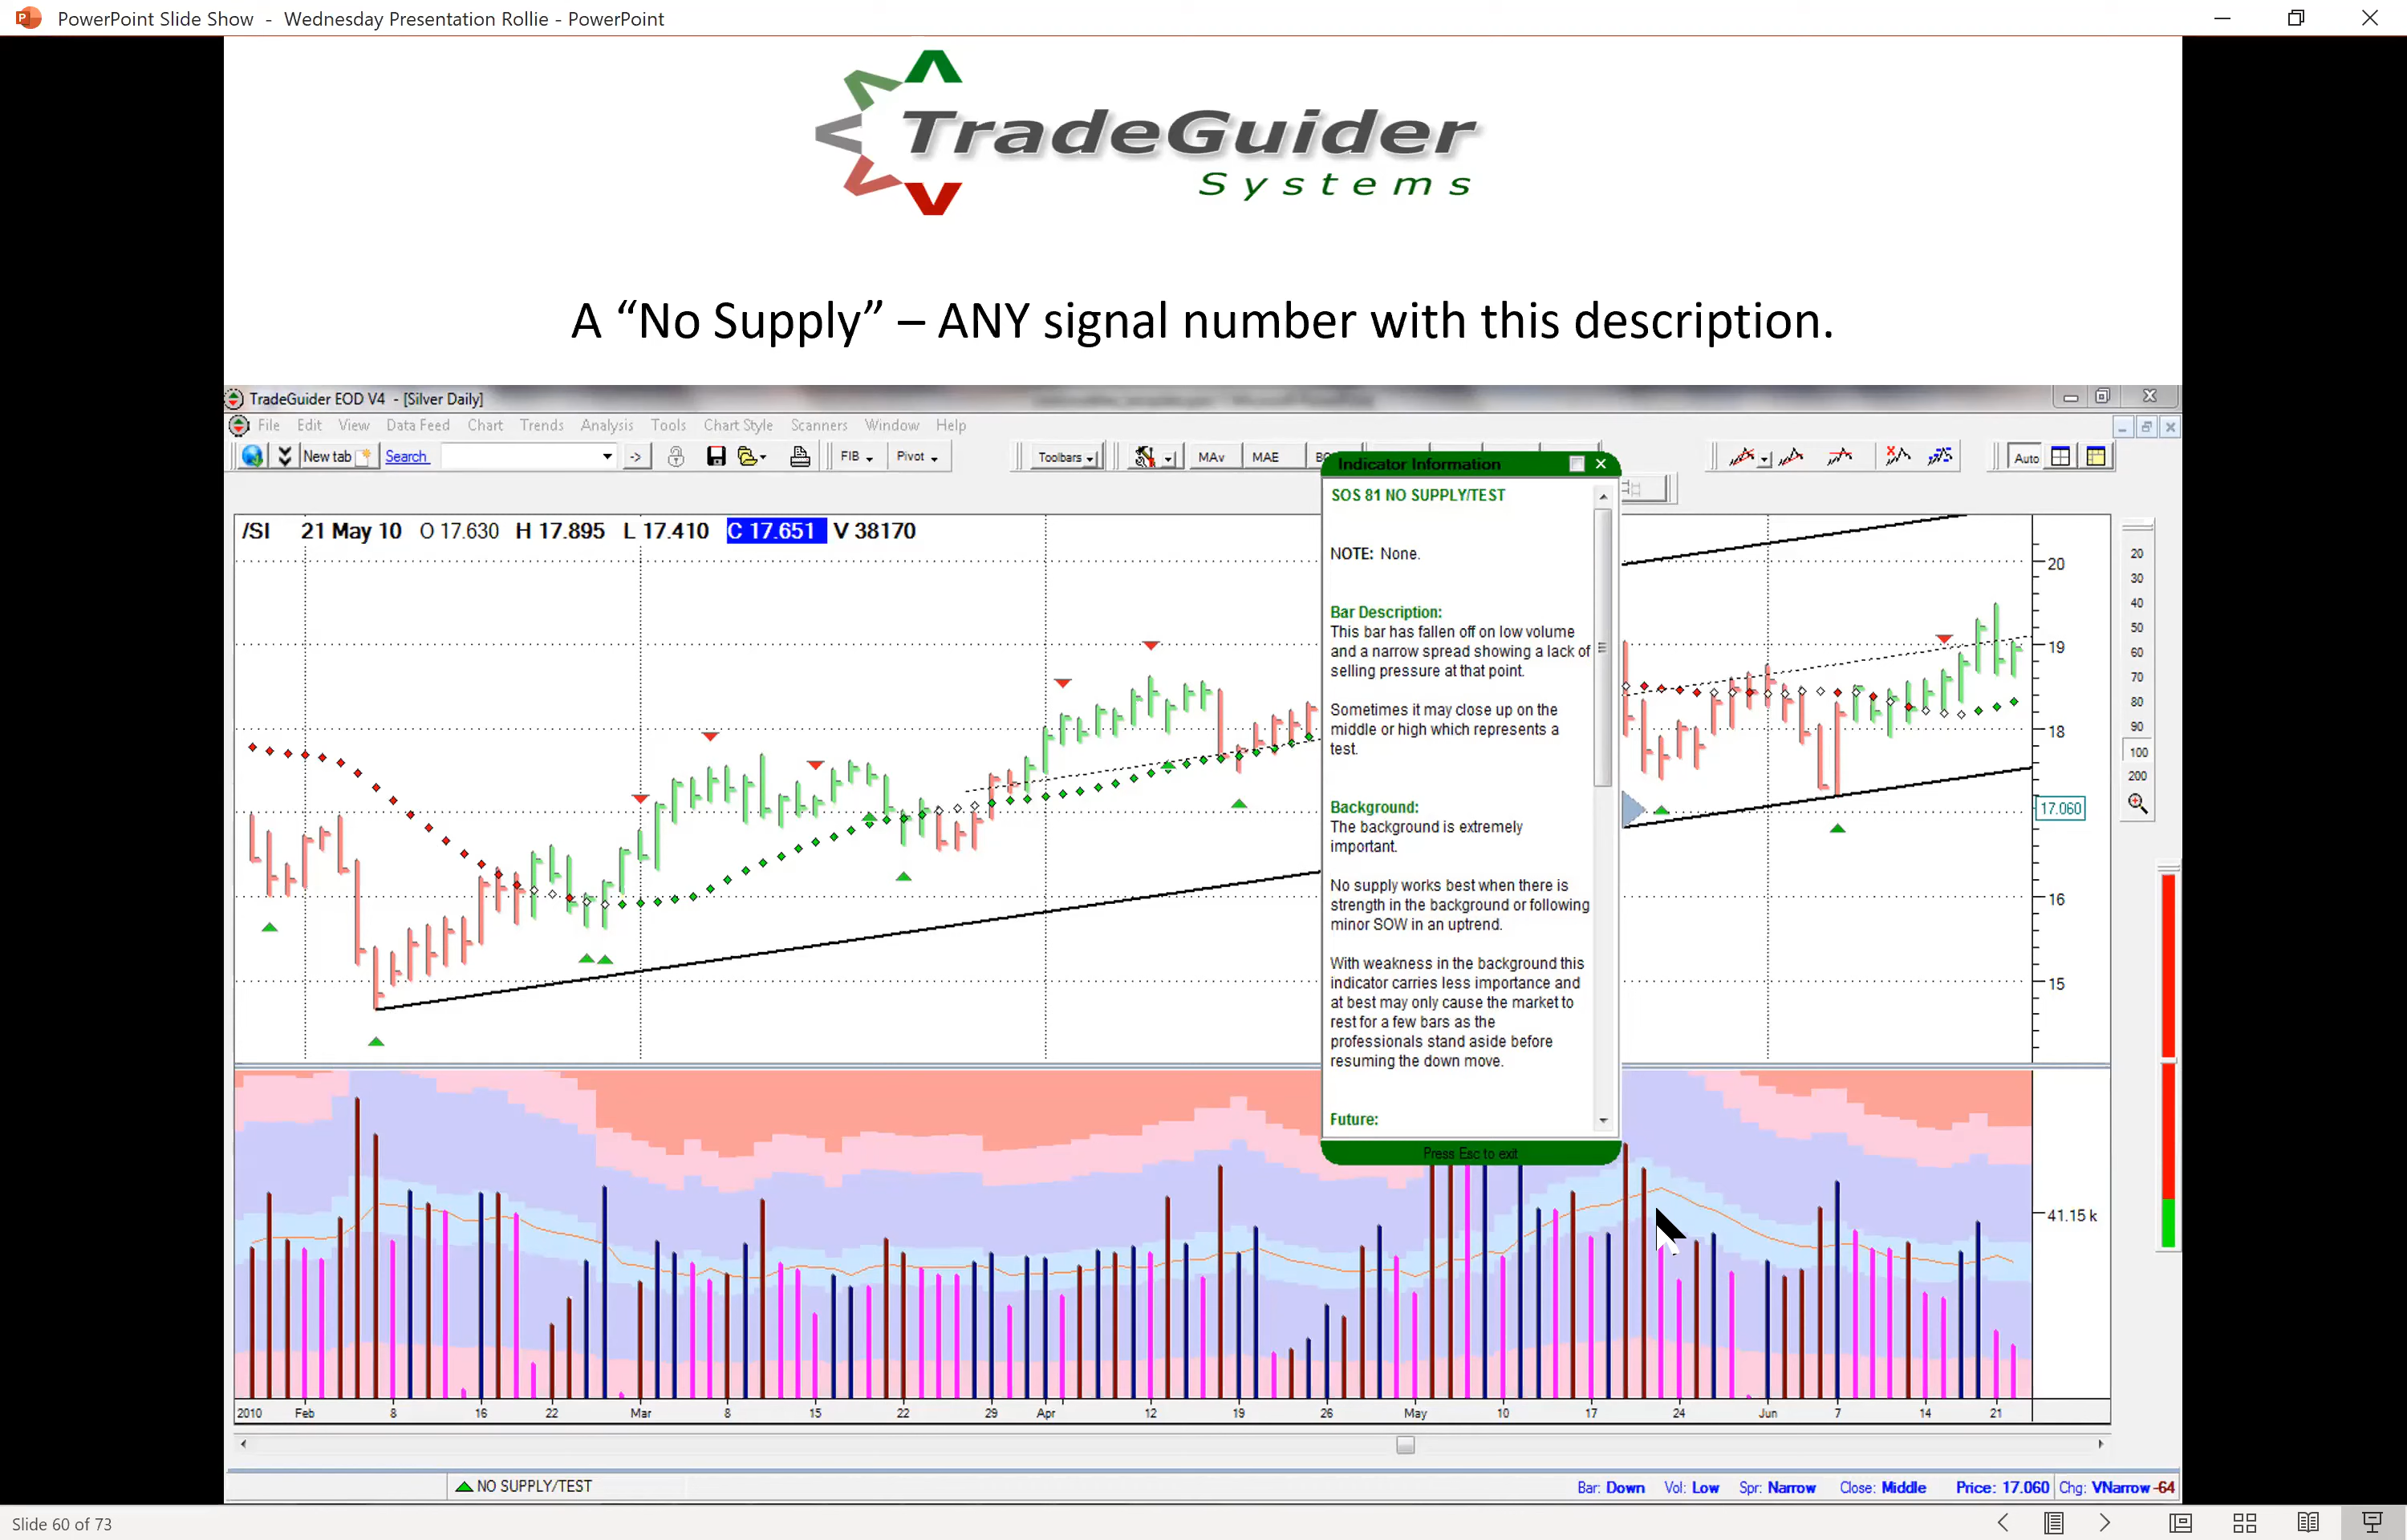 PowerPoint Slide Show - Wednesday Presentation Rollie - PowerPoint
TradeGuider
Systems
A “No Supply” – ANY signal number with this description.
TradeGuider EOD V4 - [Silver Daily]
File Edit View Data Feed Chart Trends Analysis Tools Chart Style Scanners Window Help
New tab Search -> FIB Pivot Toolbars MAv MAE Auto
Indicator Information
SOS 81 NO SUPPLY/TEST
NOTE: None.
Bar Description:
This bar has fallen off on low volume
and a narrow spread showing a lack of
selling pressure at that point.
Sometimes it may close up on the
middle or high which represents a
test.
Background:
The background is extremely
important.
No supply works best when there is
strength in the background or following
minor SOW in an uptrend.
With weakness in the background this
indicator carries less importance and
at best may only cause the market to
rest for a few bars as the
professionals stand aside before
resuming the down move.
Future:
Press Esc to exit
/SI 21 May 10 O 17.630 H 17.895 L 17.410 C 17.651 V 38170
20
19
18
17.060
16
15
41.15 k
20
30
40
50
60
70
80
90
100
200
2010 Feb 8 16 22 Mar 8 15 22 29 Apr 12 19 26 May 10 17 24 Jun 7 14 21
NO SUPPLY/TEST
Bar: Down Vol: Low Spr: Narrow Close: Middle Price: 17.060 Chg: VNarrow -64
Slide 60 of 73